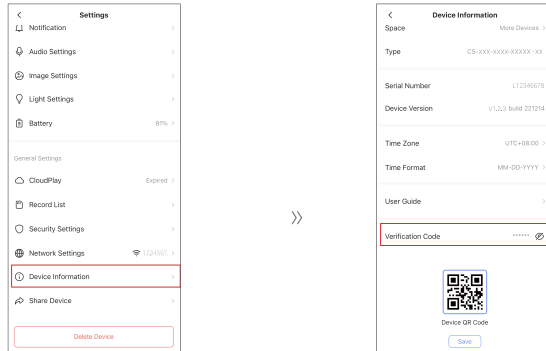 Settings
Notification
Audio Settings
Image Settings
Light Settings
Battery 91%
General Settings
CloudPlay Expired
Record List
Security Settings
Network Settings 1234567
Device Information
Share Device
Delete Device
Device Information
Space More Devices
Type CS-XXX-XXXX-XXXXX-XX
Serial Number L12345678
Device Version V1.2.3 build 221214
Time Zone UTC+08:00
Time Format MM-DD-YYYY
User Guide
Verification Code ******
Device QR Code
Save